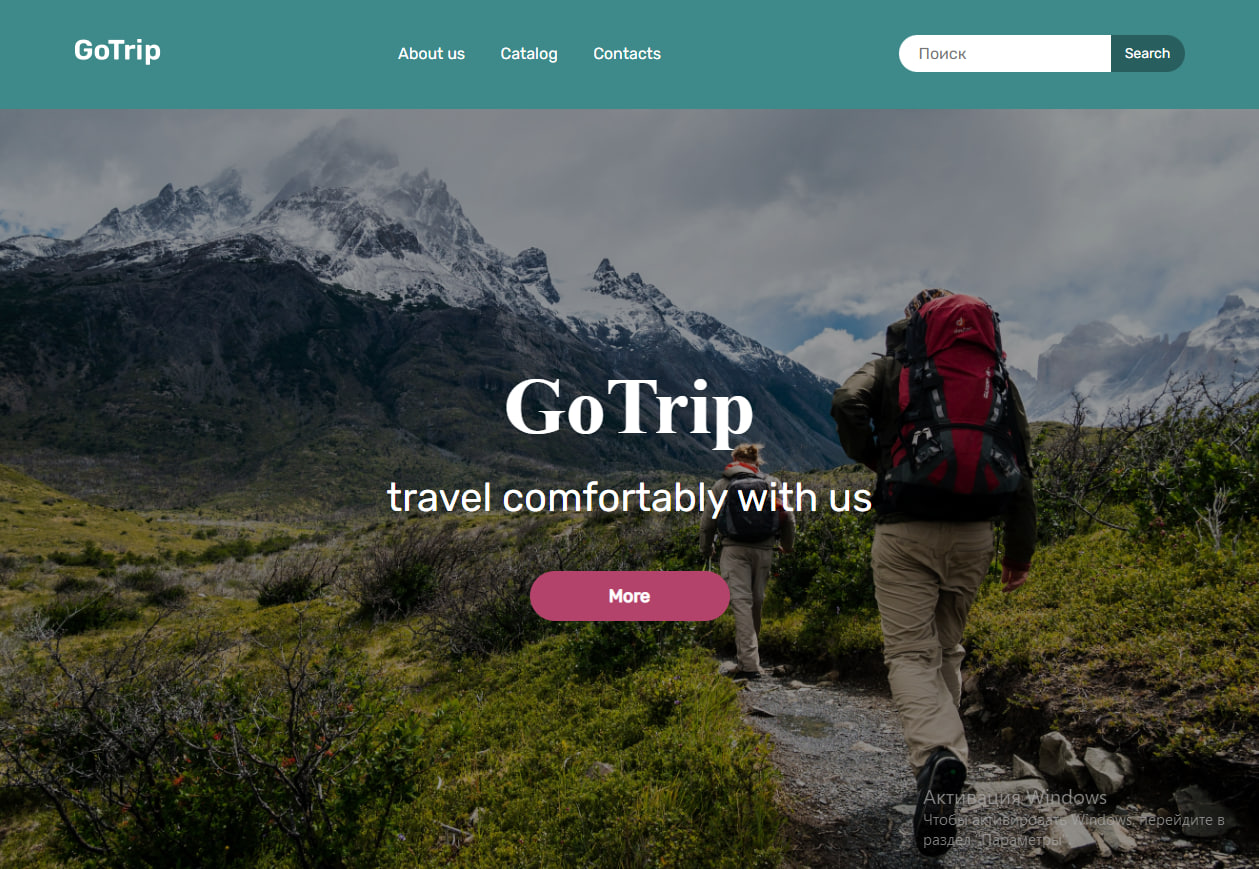 GoTrip
About us Catalog Contacts
Поиск Search
GoTrip
travel comfortably with us
More
Активация Windows
Чтобы активировать Windows, перейдите в
раздел "Параметры